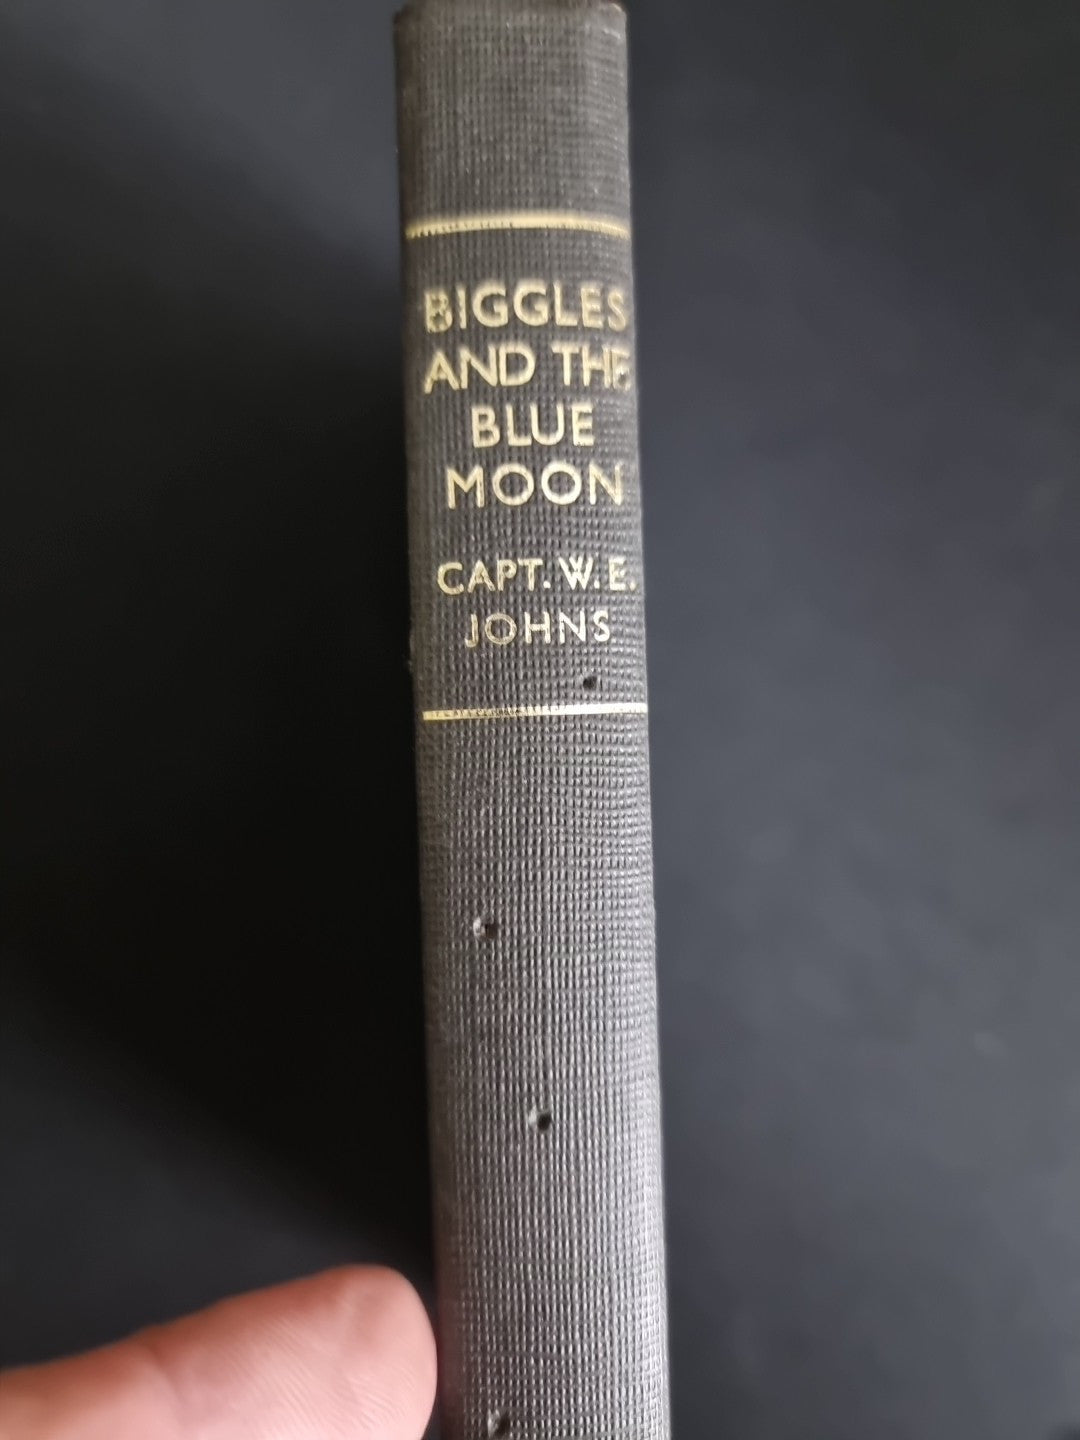 BIGGLES
AND THE
BLUE
MOON
CAPT. W. E.
JOHNS